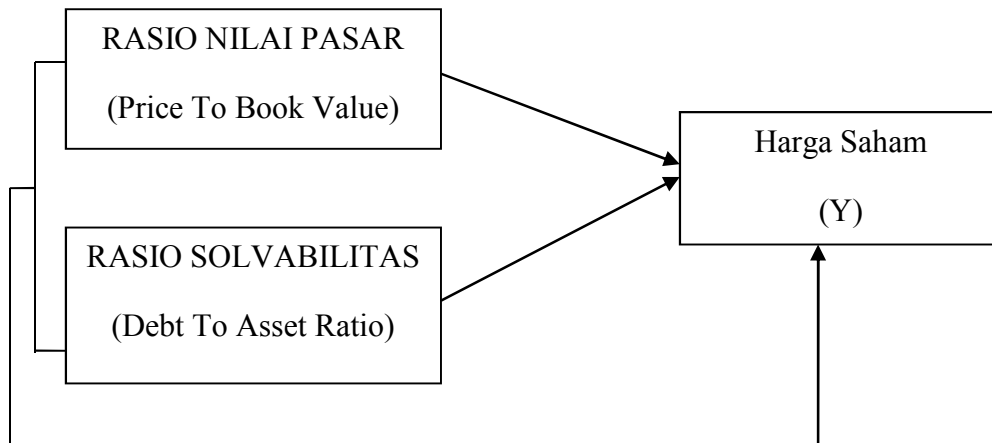 RASIO NILAI PASAR
(Price To Book Value)
Harga Saham
(Y)
RASIO SOLVABILITAS
(Debt To Asset Ratio)